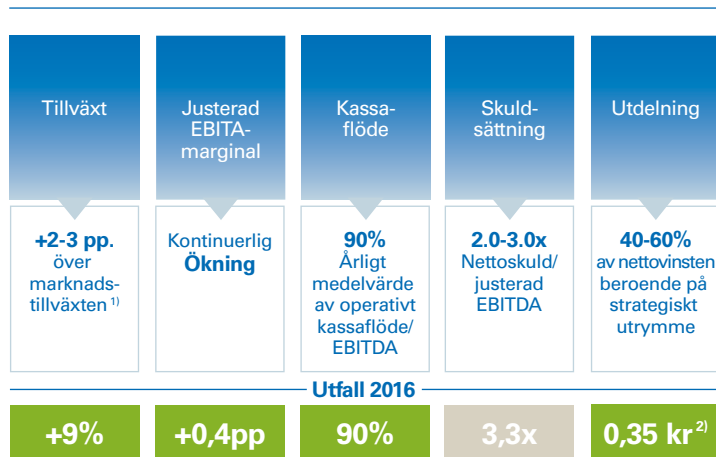 Tillväxt
Justerad
EBITA-
marginal
Kassa-
flöde
Skuld-
sättning
Utdelning
+2-3 pp.
över
marknads-
tillväxten 1)
Kontinuerlig
Ökning
90%
Årligt
medelvärde
av operativt
kassaflöde/
EBITDA
2.0-3.0x
Nettoskuld/
justerad
EBITDA
40-60%
av nettovinsten
beroende på
strategiskt
utrymme
Utfall 2016
+9%
+0,4pp
90%
3,3x
0,35 kr 2)